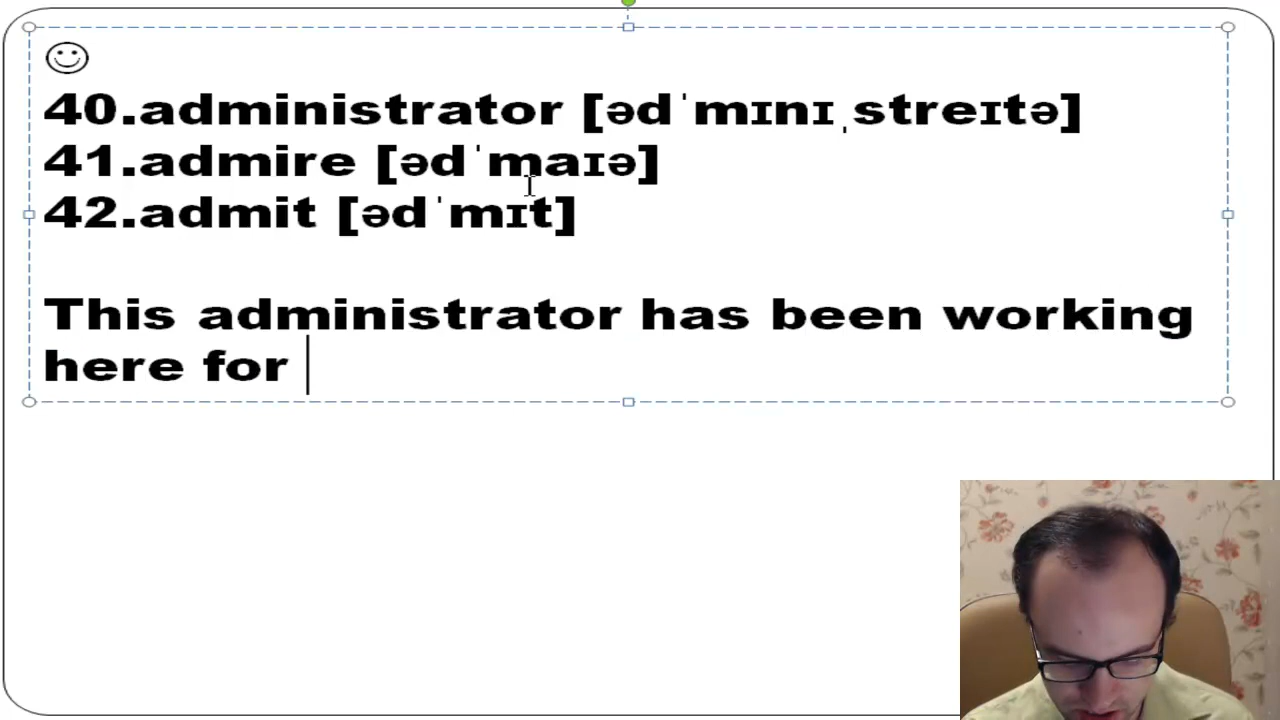 40.administrator [ədˈmɪnɪˌstreɪtə]
41.admire [ədˈmaɪə]
42.admit [ədˈmɪt]
This administrator has been working
here for